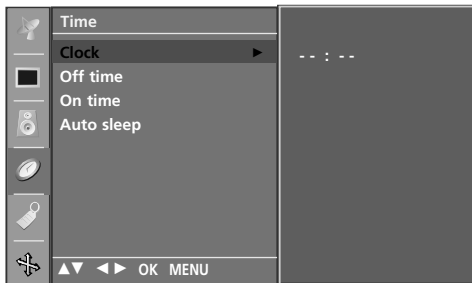 Time
Clock ►
-- : --
Off time
On time
Auto sleep
▲▼ ◄► OK MENU